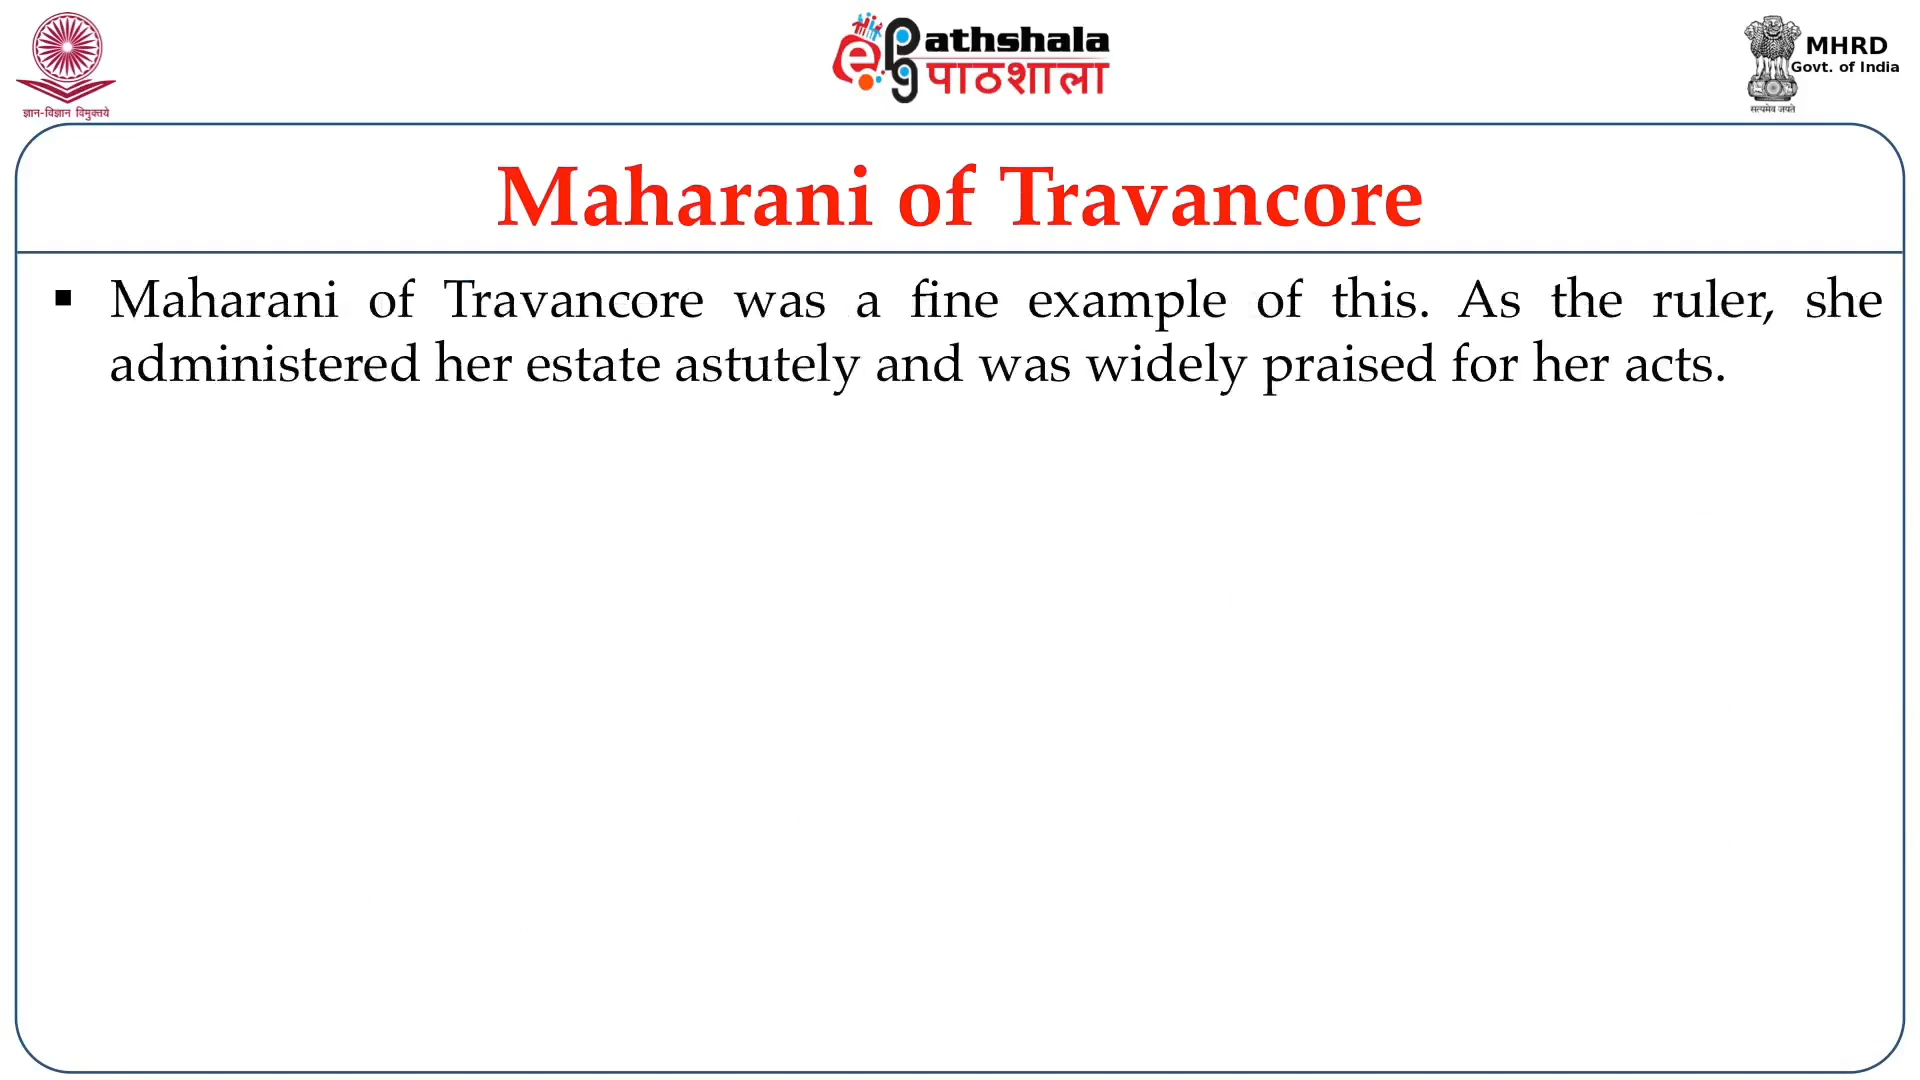 ज्ञान-विज्ञान विमुक्तये
ePathshala
पाठशाला
MHRD
Govt. of India
सत्यमेव जयते
Maharani of Travancore
▪ Maharani of Travancore was a fine example of this. As the ruler, she
administered her estate astutely and was widely praised for her acts.